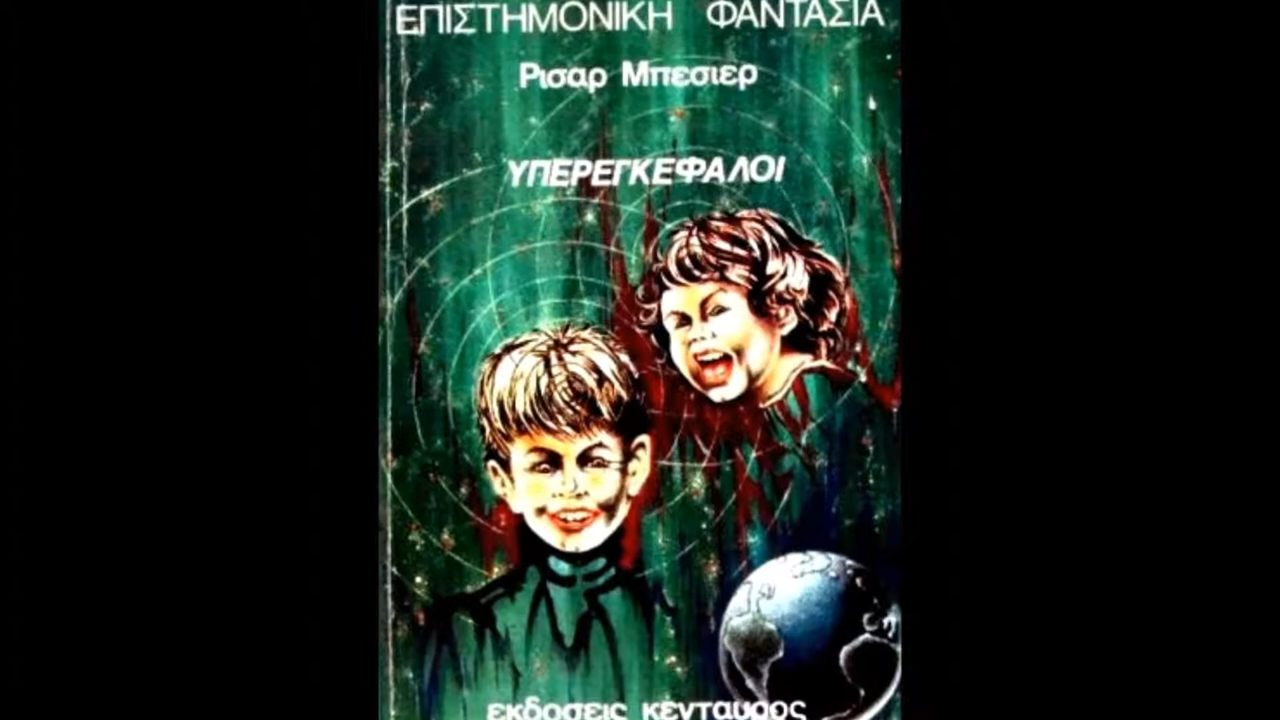 ΕΠΙΣΤΗΜΟΝΙΚΗ ΦΑΝΤΑΣΙΑ
Ρισαρ Μπεσιερ
ΥΠΕΡΕΓΚΕΦΑΛΟΙ
εκδοσεις κενταυρος